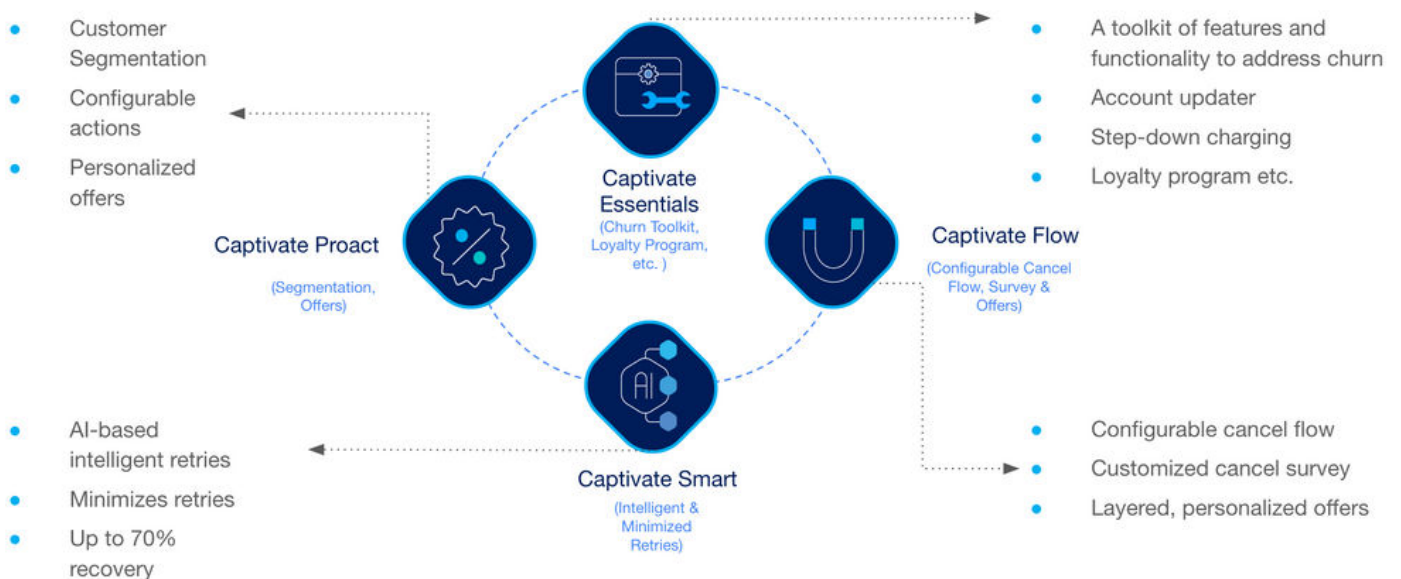 Customer
Segmentation
Configurable
actions
Personalized
offers
A toolkit of features and
functionality to address churn
Account updater
Step-down charging
Loyalty program etc.
Captivate
Essentials
(Churn Toolkit,
Loyalty Program,
etc. )
Captivate Proact
(Segmentation,
Offers)
Captivate Flow
(Configurable Cancel
Flow, Survey &
Offers)
AI
Captivate Smart
(Intelligent &
Minimized
Retries)
AI-based
intelligent retries
Minimizes retries
Up to 70%
recovery
Configurable cancel flow
Customized cancel survey
Layered, personalized offers